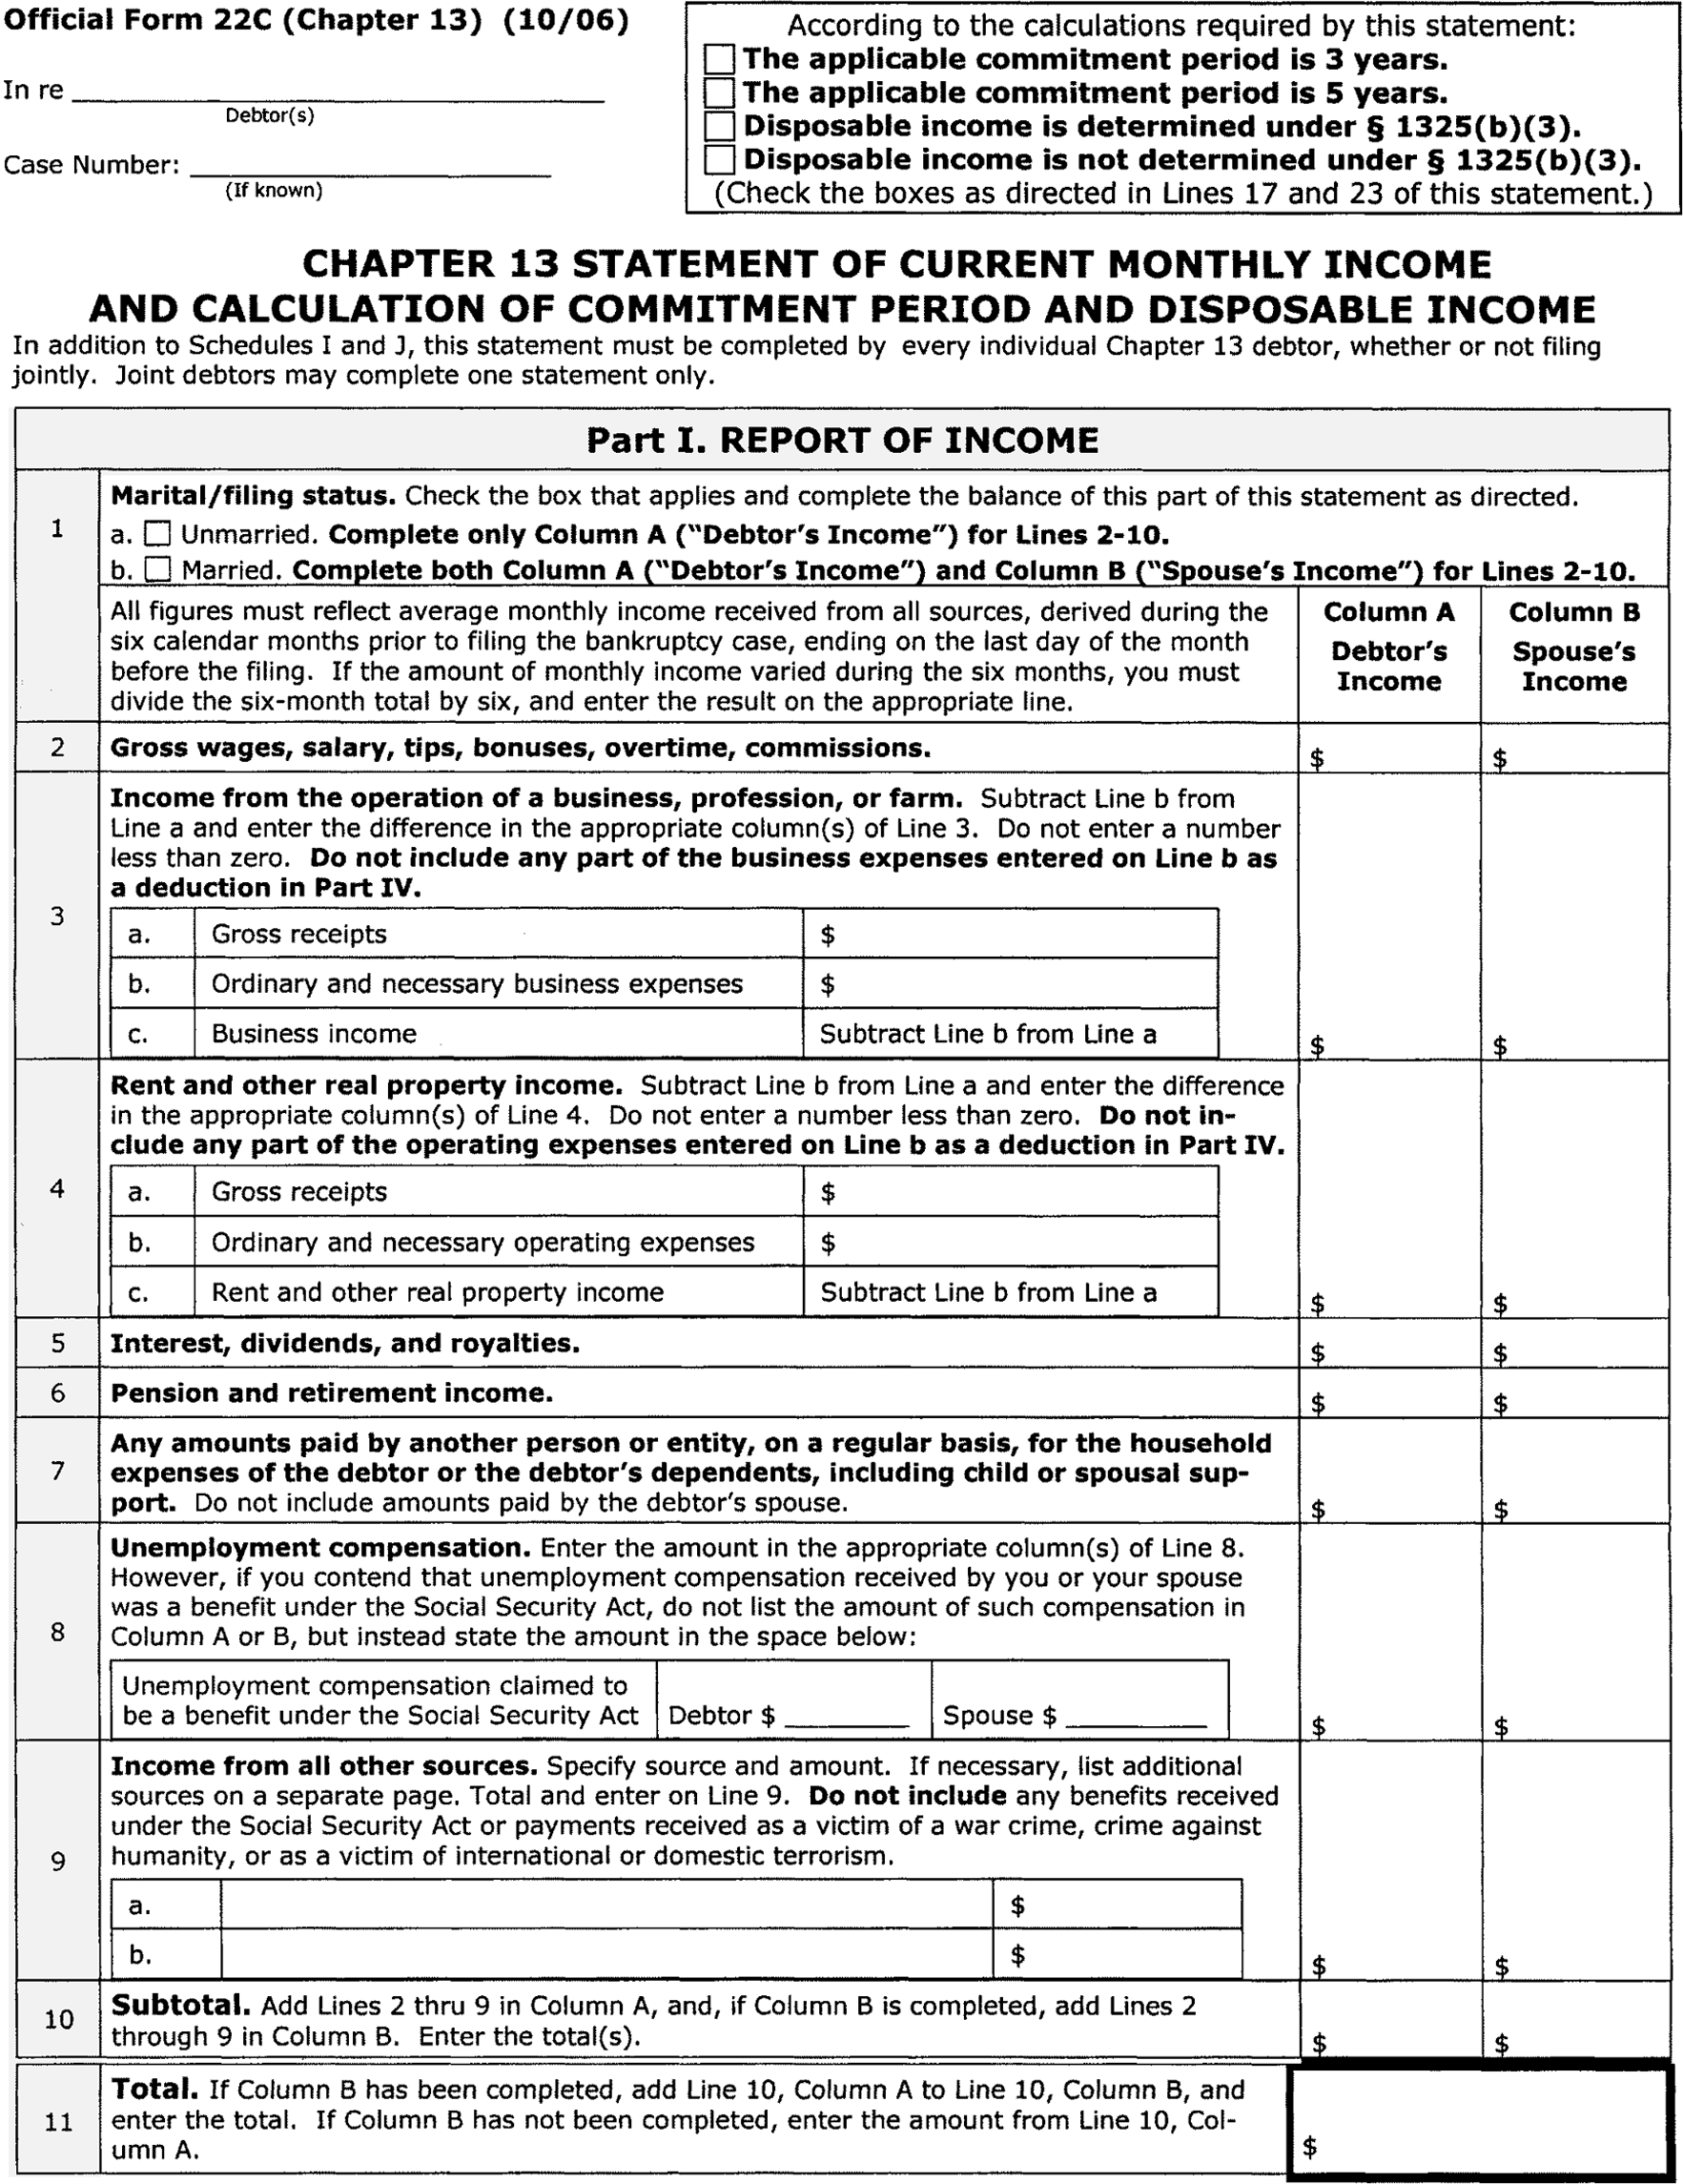 Official Form 22C (Chapter 13) (10/06)
In re
Debtor(s)
Case Number:
(If known)
According to the calculations required by this statement:
The applicable commitment period is 3 years.
The applicable commitment period is 5 years.
Disposable income is determined under § 1325(b)(3).
Disposable income is not determined under § 1325(b)(3).
(Check the boxes as directed in Lines 17 and 23 of this statement.)
CHAPTER 13 STATEMENT OF CURRENT MONTHLY INCOME
AND CALCULATION OF COMMITMENT PERIOD AND DISPOSABLE INCOME
In addition to Schedules I and J, this statement must be completed by every individual Chapter 13 debtor, whether or not filing
jointly. Joint debtors may complete one statement only.
Part I. REPORT OF INCOME
1
Marital/filing status. Check the box that applies and complete the balance of this part of this statement as directed.
a. Unmarried. Complete only Column A (“Debtor’s Income”) for Lines 2-10.
b. Married. Complete both Column A (“Debtor’s Income”) and Column B (“Spouse’s Income”) for Lines 2-10.
All figures must reflect average monthly income received from all sources, derived during the
six calendar months prior to filing the bankruptcy case, ending on the last day of the month
before the filing. If the amount of monthly income varied during the six months, you must
divide the six-month total by six, and enter the result on the appropriate line.
Column A
Debtor’s
Income
Column B
Spouse’s
Income
2 Gross wages, salary, tips, bonuses, overtime, commissions. $ $
3
Income from the operation of a business, profession, or farm. Subtract Line b from
Line a and enter the difference in the appropriate column(s) of Line 3. Do not enter a number
less than zero. Do not include any part of the business expenses entered on Line b as
a deduction in Part IV.
a. Gross receipts $
b. Ordinary and necessary business expenses $
c. Business income Subtract Line b from Line a $ $
4
Rent and other real property income. Subtract Line b from Line a and enter the difference
in the appropriate column(s) of Line 4. Do not enter a number less than zero. Do not in-
clude any part of the operating expenses entered on Line b as a deduction in Part IV.
a. Gross receipts $
b. Ordinary and necessary operating expenses $
c. Rent and other real property income Subtract Line b from Line a $ $
5 Interest, dividends, and royalties. $ $
6 Pension and retirement income. $ $
7
Any amounts paid by another person or entity, on a regular basis, for the household
expenses of the debtor or the debtor’s dependents, including child or spousal sup-
port. Do not include amounts paid by the debtor’s spouse. $ $
8
Unemployment compensation. Enter the amount in the appropriate column(s) of Line 8.
However, if you contend that unemployment compensation received by you or your spouse
was a benefit under the Social Security Act, do not list the amount of such compensation in
Column A or B, but instead state the amount in the space below:
Unemployment compensation claimed to
be a benefit under the Social Security Act Debtor $ Spouse $ $ $
9
Income from all other sources. Specify source and amount. If necessary, list additional
sources on a separate page. Total and enter on Line 9. Do not include any benefits received
under the Social Security Act or payments received as a victim of a war crime, crime against
humanity, or as a victim of international or domestic terrorism.
a. $
b. $ $ $
10
Subtotal. Add Lines 2 thru 9 in Column A, and, if Column B is completed, add Lines 2
through 9 in Column B. Enter the total(s). $ $
11
Total. If Column B has been completed, add Line 10, Column A to Line 10, Column B, and
enter the total. If Column B has not been completed, enter the amount from Line 10, Col-
umn A. $